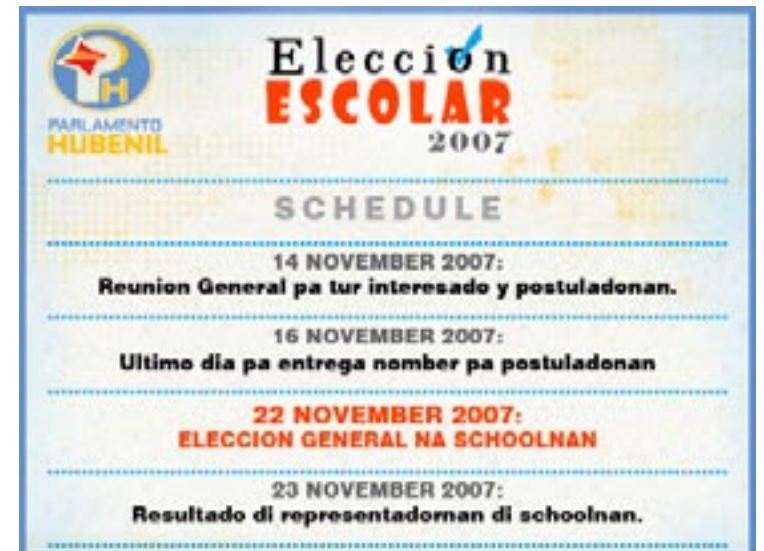 PARLAMENTO
HUBENIL
Elección
ESCOLAR
2007
SCHEDULE
14 NOVEMBER 2007:
Reunion General pa tur interesado y postuladonan.
16 NOVEMBER 2007:
Ultimo dia pa entrega nomber pa postuladonan
22 NOVEMBER 2007:
ELECCION GENERAL NA SCHOOLNAN
23 NOVEMBER 2007:
Resultado di representadornan di schoolnan.